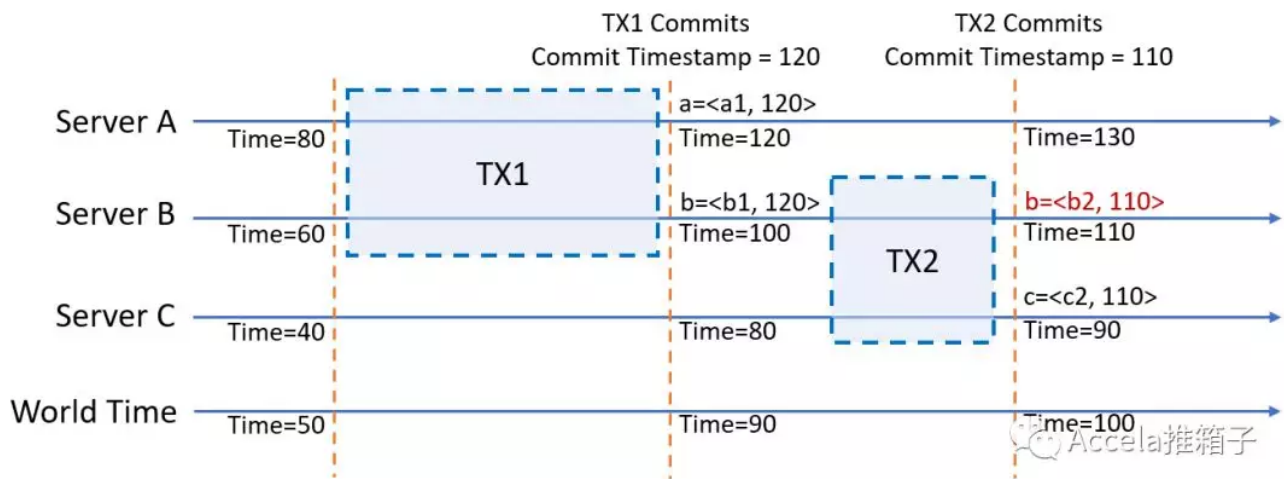 TX1 Commits
Commit Timestamp = 120
TX2 Commits
Commit Timestamp = 110
Server A
Time=80
TX1
a=<a1, 120>
Time=120
Time=130
Server B
Time=60
b=<b1, 120>
Time=100
TX2
b=<b2, 110>
Time=110
Server C
Time=40
Time=80
c=<c2, 110>
Time=90
World Time
Time=50
Time=90
Time=100
Accela推箱子